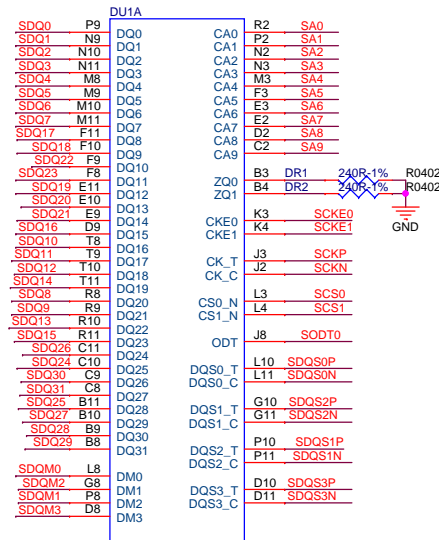 DU1A
SDQ0 P9 DQ0 CA0 R2 SA0
SDQ1 N9 DQ1 CA1 P2 SA1
SDQ2 N10 DQ2 CA2 N2 SA2
SDQ3 N11 DQ3 CA3 N3 SA3
SDQ4 M8 DQ4 CA4 M3 SA4
SDQ5 M9 DQ5 CA5 F3 SA5
SDQ6 M10 DQ6 CA6 E3 SA6
SDQ7 M11 DQ7 CA7 E2 SA7
SDQ17 F11 DQ8 CA8 D2 SA8
SDQ18 F10 DQ9 CA9 C2 SA9
SDQ22 F9 DQ10
SDQ23 F8 DQ11 ZQ0 B3 DR1 240R-1% R0402
SDQ19 E11 DQ12 ZQ1 B4 DR2 240R-1% R0402
SDQ20 E10 DQ13
SDQ21 E9 DQ14 CKE0 K3 SCKE0
SDQ16 D9 DQ15 CKE1 K4 SCKE1
GND
SDQ10 T8 DQ16
SDQ11 T9 DQ17 CK_T J3 SCKP
SDQ12 T10 DQ18 CK_C J2 SCKN
SDQ14 T11 DQ19
SDQ8 R8 DQ20 CS0_N L3 SCS0
SDQ9 R9 DQ21 CS1_N L4 SCS1
SDQ13 R10 DQ22
SDQ15 R11 DQ23 ODT J8 SODT0
SDQ26 C11 DQ24
SDQ24 C10 DQ25 DQS0_T L10 SDQS0P
SDQ30 C9 DQ26 DQS0_C L11 SDQS0N
SDQ31 C8 DQ27
SDQ25 B11 DQ28 DQS1_T G10 SDQS2P
SDQ27 B10 DQ29 DQS1_C G11 SDQS2N
SDQ28 B9 DQ30
SDQ29 B8 DQ31 DQS2_T P10 SDQS1P
DQS2_C P11 SDQS1N
SDQM0 L8 DM0
SDQM2 G8 DM1 DQS3_T D10 SDQS3P
SDQM1 P8 DM2 DQS3_C D11 SDQS3N
SDQM3 D8 DM3